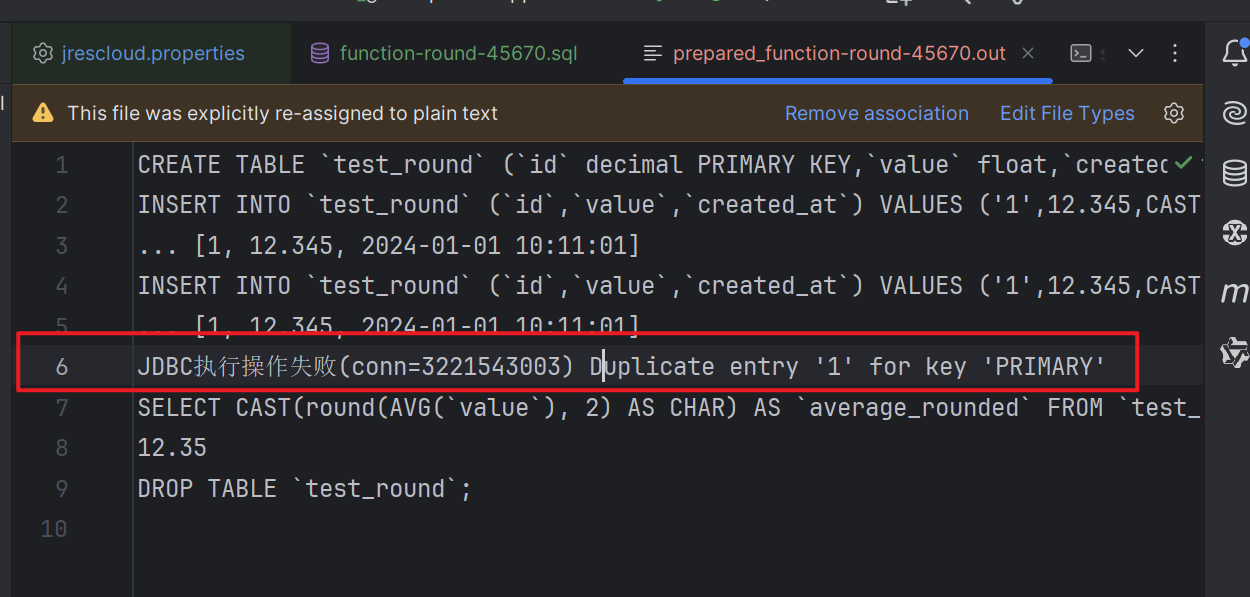 jrescloud.properties
function-round-45670.sql
prepared_function-round-45670.out
This file was explicitly re-assigned to plain text
Remove association
Edit File Types
1 CREATE TABLE `test_round` (`id` decimal PRIMARY KEY,`value` float,`created
2 INSERT INTO `test_round` (`id`,`value`,`created_at`) VALUES ('1',12.345,CAST
3 ... [1, 12.345, 2024-01-01 10:11:01]
4 INSERT INTO `test_round` (`id`,`value`,`created_at`) VALUES ('1',12.345,CAST
5 ... [1, 12.345, 2024-01-01 10:11:01]
6 JDBC执行操作失败(conn=3221543003) Duplicate entry '1' for key 'PRIMARY'
7 SELECT CAST(round(AVG(`value`), 2) AS CHAR) AS `average_rounded` FROM `test_
8 12.35
9 DROP TABLE `test_round`;
10